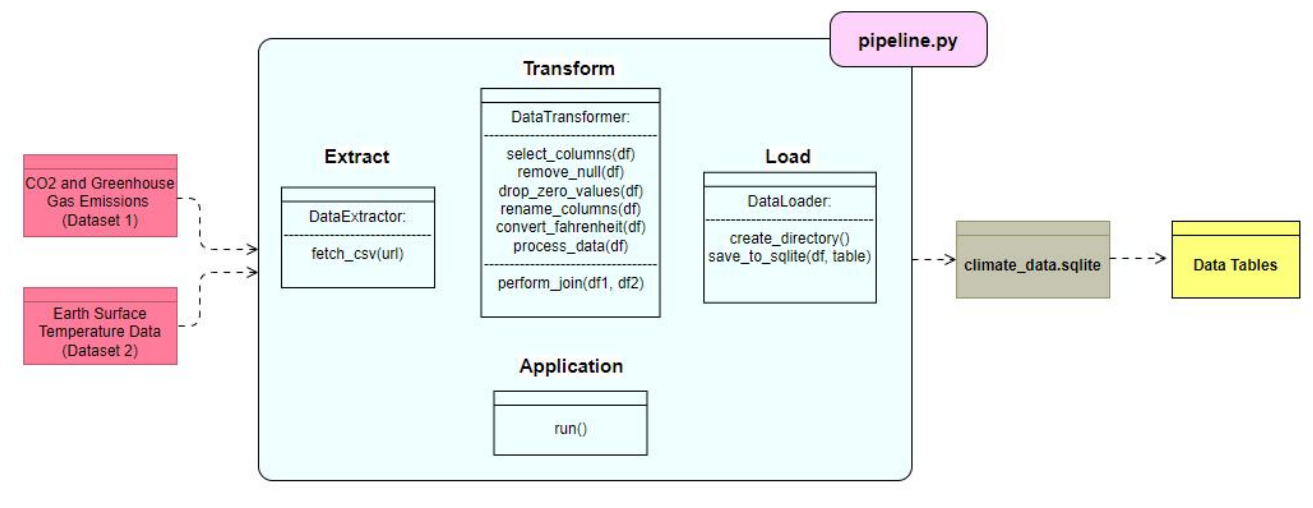 pipeline.py
CO2 and Greenhouse
Gas Emissions
(Dataset 1)
Earth Surface
Temperature Data
(Dataset 2)
Extract
DataExtractor:
fetch_csv(url)
Transform
DataTransformer:
select_columns(df)
remove_null(df)
drop_zero_values(df)
rename_columns(df)
convert_fahrenheit(df)
process_data(df)
perform_join(df1, df2)
Load
DataLoader:
create_directory()
save_to_sqlite(df, table)
Application
run()
climate_data.sqlite
Data Tables